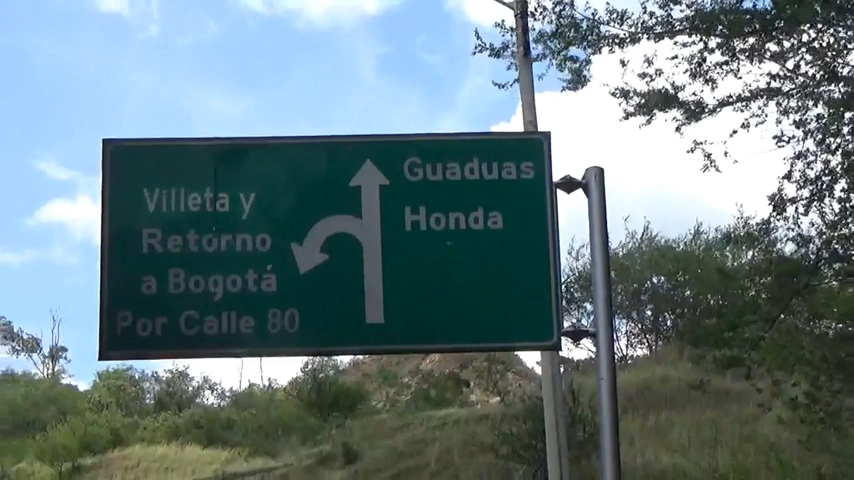 Villeta y
Retorno
a Bogotá
Por Calle 80
Guaduas
Honda